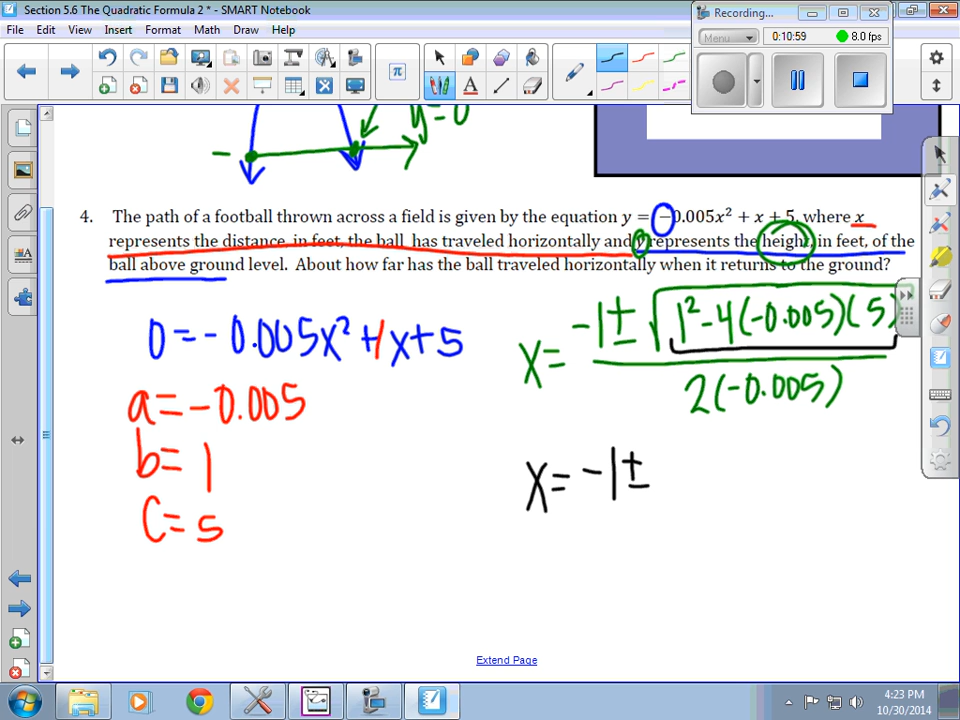 Section 5.6 The Quadratic Formula 2 * - SMART Notebook
Recording...
File Edit View Insert Format Math Draw Help
Menu 0:10:59 8.0 fps
π
A
y=0
4. The path of a football thrown across a field is given by the equation y = −0.005x² + x + 5, where x
represents the distance, in feet, the ball has traveled horizontally and y represents the height, in feet, of the
ball above ground level. About how far has the ball traveled horizontally when it returns to the ground?
0 = -0.005x² + 1x + 5
x = -1 ± √1² - 4(-0.005)(5)
2(-0.005)
a = -0.005
b = 1
x = -1 ±
c = 5
Extend Page
4:23 PM
10/30/2014